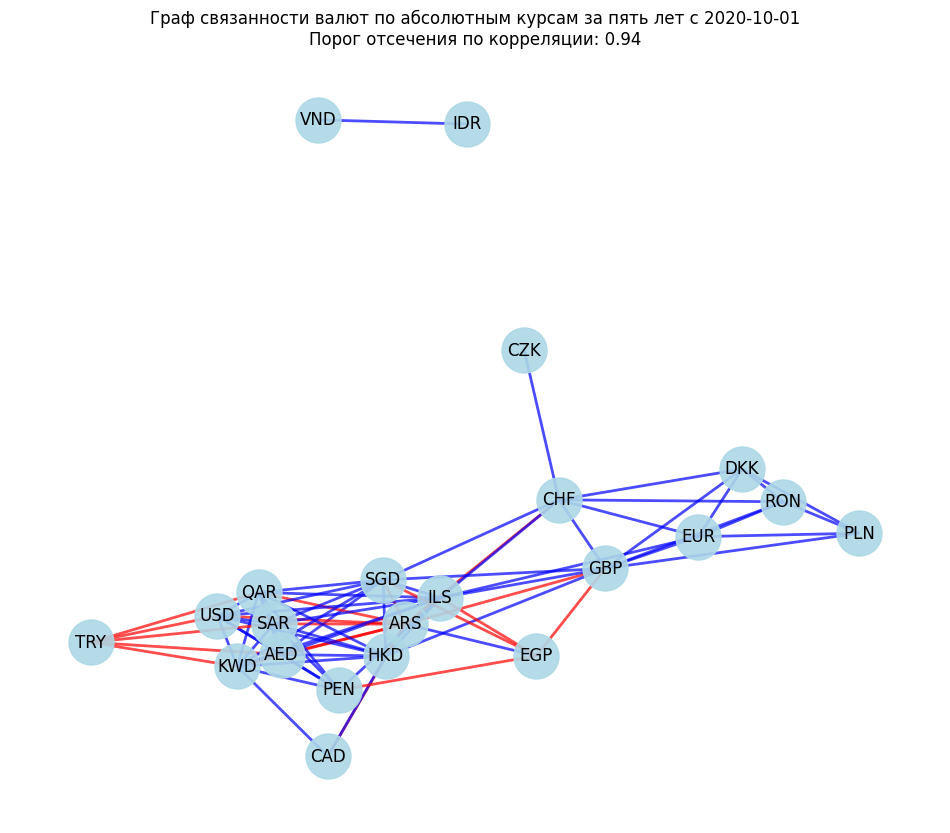 Граф связанности валют по абсолютным курсам за пять лет с 2020-10-01
Порог отсечения по корреляции: 0.94
VND
IDR
CZK
DKK
CHF
RON
PLN
EUR
GBP
SGD
QAR
ILS
USD
SAR
ARS
TRY
AED
HKD
EGP
KWD
PEN
CAD